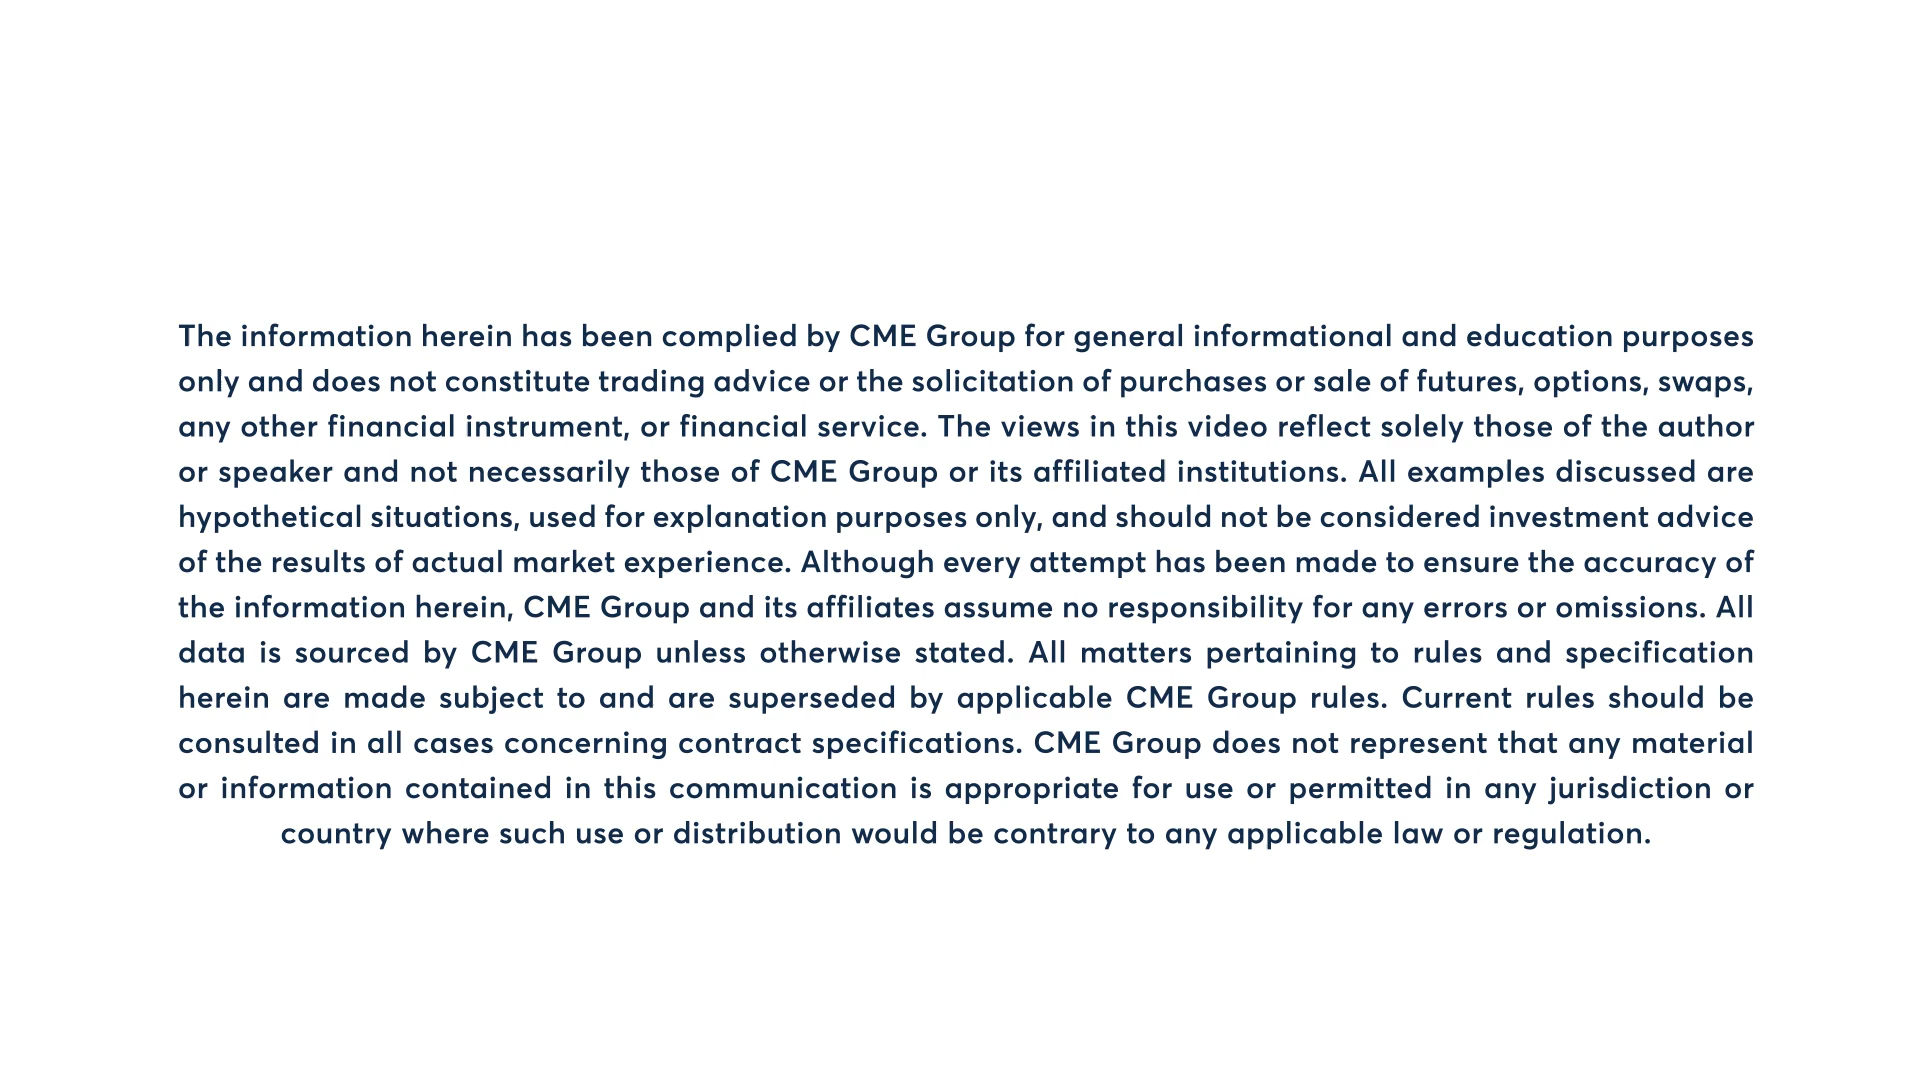 The information herein has been complied by CME Group for general informational and education purposes
only and does not constitute trading advice or the solicitation of purchases or sale of futures, options, swaps,
any other financial instrument, or financial service. The views in this video reflect solely those of the author
or speaker and not necessarily those of CME Group or its affiliated institutions. All examples discussed are
hypothetical situations, used for explanation purposes only, and should not be considered investment advice
of the results of actual market experience. Although every attempt has been made to ensure the accuracy of
the information herein, CME Group and its affiliates assume no responsibility for any errors or omissions. All
data is sourced by CME Group unless otherwise stated. All matters pertaining to rules and specification
herein are made subject to and are superseded by applicable CME Group rules. Current rules should be
consulted in all cases concerning contract specifications. CME Group does not represent that any material
or information contained in this communication is appropriate for use or permitted in any jurisdiction or
country where such use or distribution would be contrary to any applicable law or regulation.